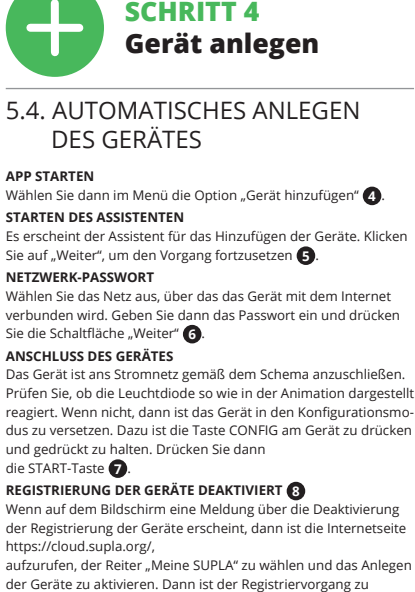 SCHRITT 4
Gerät anlegen
5.4. AUTOMATISCHES ANLEGEN
DES GERÄTES
APP STARTEN
Wählen Sie dann im Menü die Option „Gerät hinzufügen" 4.
STARTEN DES ASSISTENTEN
Es erscheint der Assistent für das Hinzufügen der Geräte. Klicken
Sie auf „Weiter", um den Vorgang fortzusetzen 5.
NETZWERK-PASSWORT
Wählen Sie das Netz aus, über das das Gerät mit dem Internet
verbunden wird. Geben Sie dann das Passwort ein und drücken
Sie die Schaltfläche „Weiter" 6.
ANSCHLUSS DES GERÄTES
Das Gerät ist ans Stromnetz gemäß dem Schema anzuschließen.
Prüfen Sie, ob die Leuchtdiode so wie in der Animation dargestellt
reagiert. Wenn nicht, dann ist das Gerät in den Konfigurationsmo-
dus zu versetzen. Dazu ist die Taste CONFIG am Gerät zu drücken
und gedrückt zu halten. Drücken Sie dann
die START-Taste 7.
REGISTRIERUNG DER GERÄTE DEAKTIVIERT 8
Wenn auf dem Bildschirm eine Meldung über die Deaktivierung
der Registrierung der Geräte erscheint, dann ist die Internetseite
https://cloud.supla.org/,
aufzurufen, der Reiter „Meine SUPLA" zu wählen und das Anlegen
der Geräte zu aktivieren. Dann ist der Registriervorgang zu